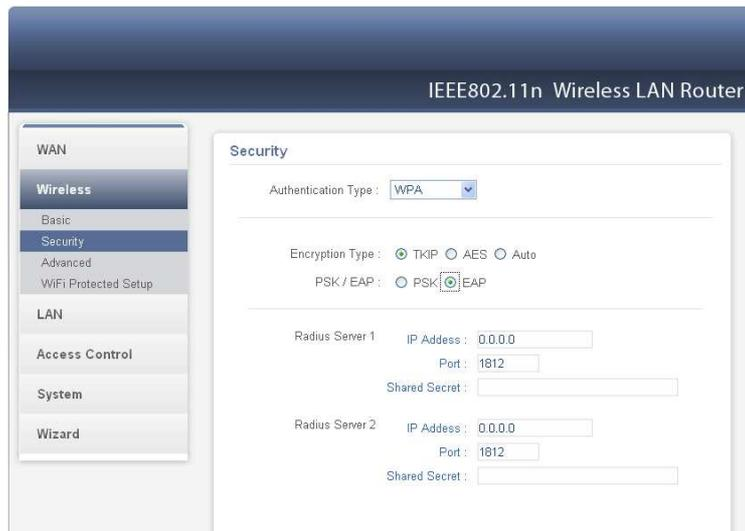 IEEE802.11n Wireless LAN Router
WAN
Wireless
Basic
Security
Advanced
WiFi Protected Setup
LAN
Access Control
System
Wizard
Security
Authentication Type : WPA
Encryption Type : TKIP AES Auto
PSK / EAP : PSK EAP
Radius Server 1 IP Addess : 0.0.0.0
Port : 1812
Shared Secret :
Radius Server 2 IP Addess : 0.0.0.0
Port : 1812
Shared Secret :